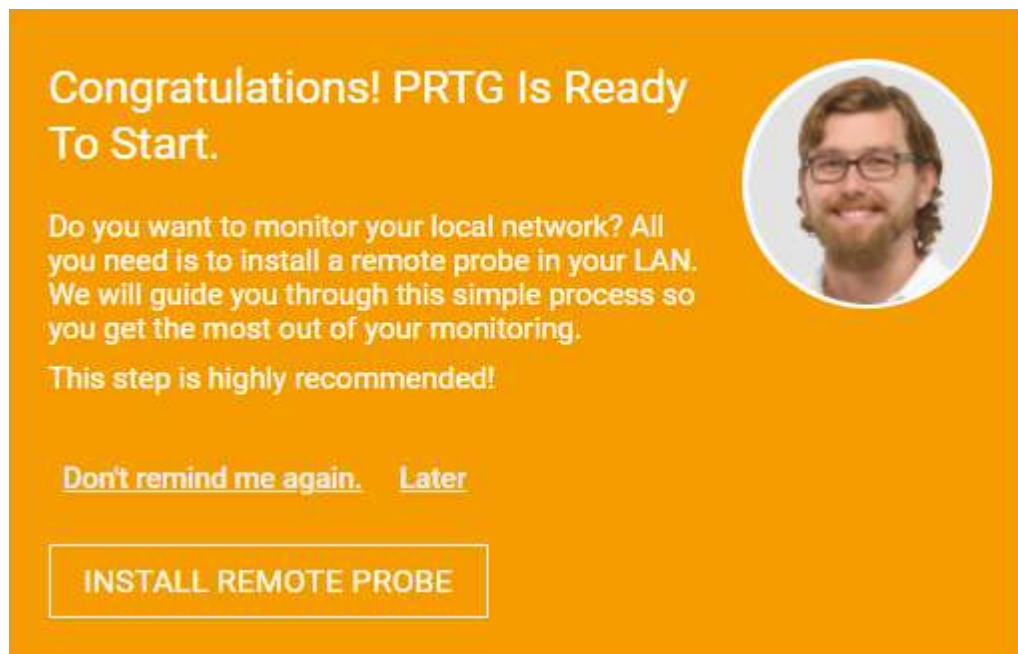 Congratulations! PRTG Is Ready
To Start.
Do you want to monitor your local network? All
you need is to install a remote probe in your LAN.
We will guide you through this simple process so
you get the most out of your monitoring.
This step is highly recommended!
Don't remind me again. Later
INSTALL REMOTE PROBE